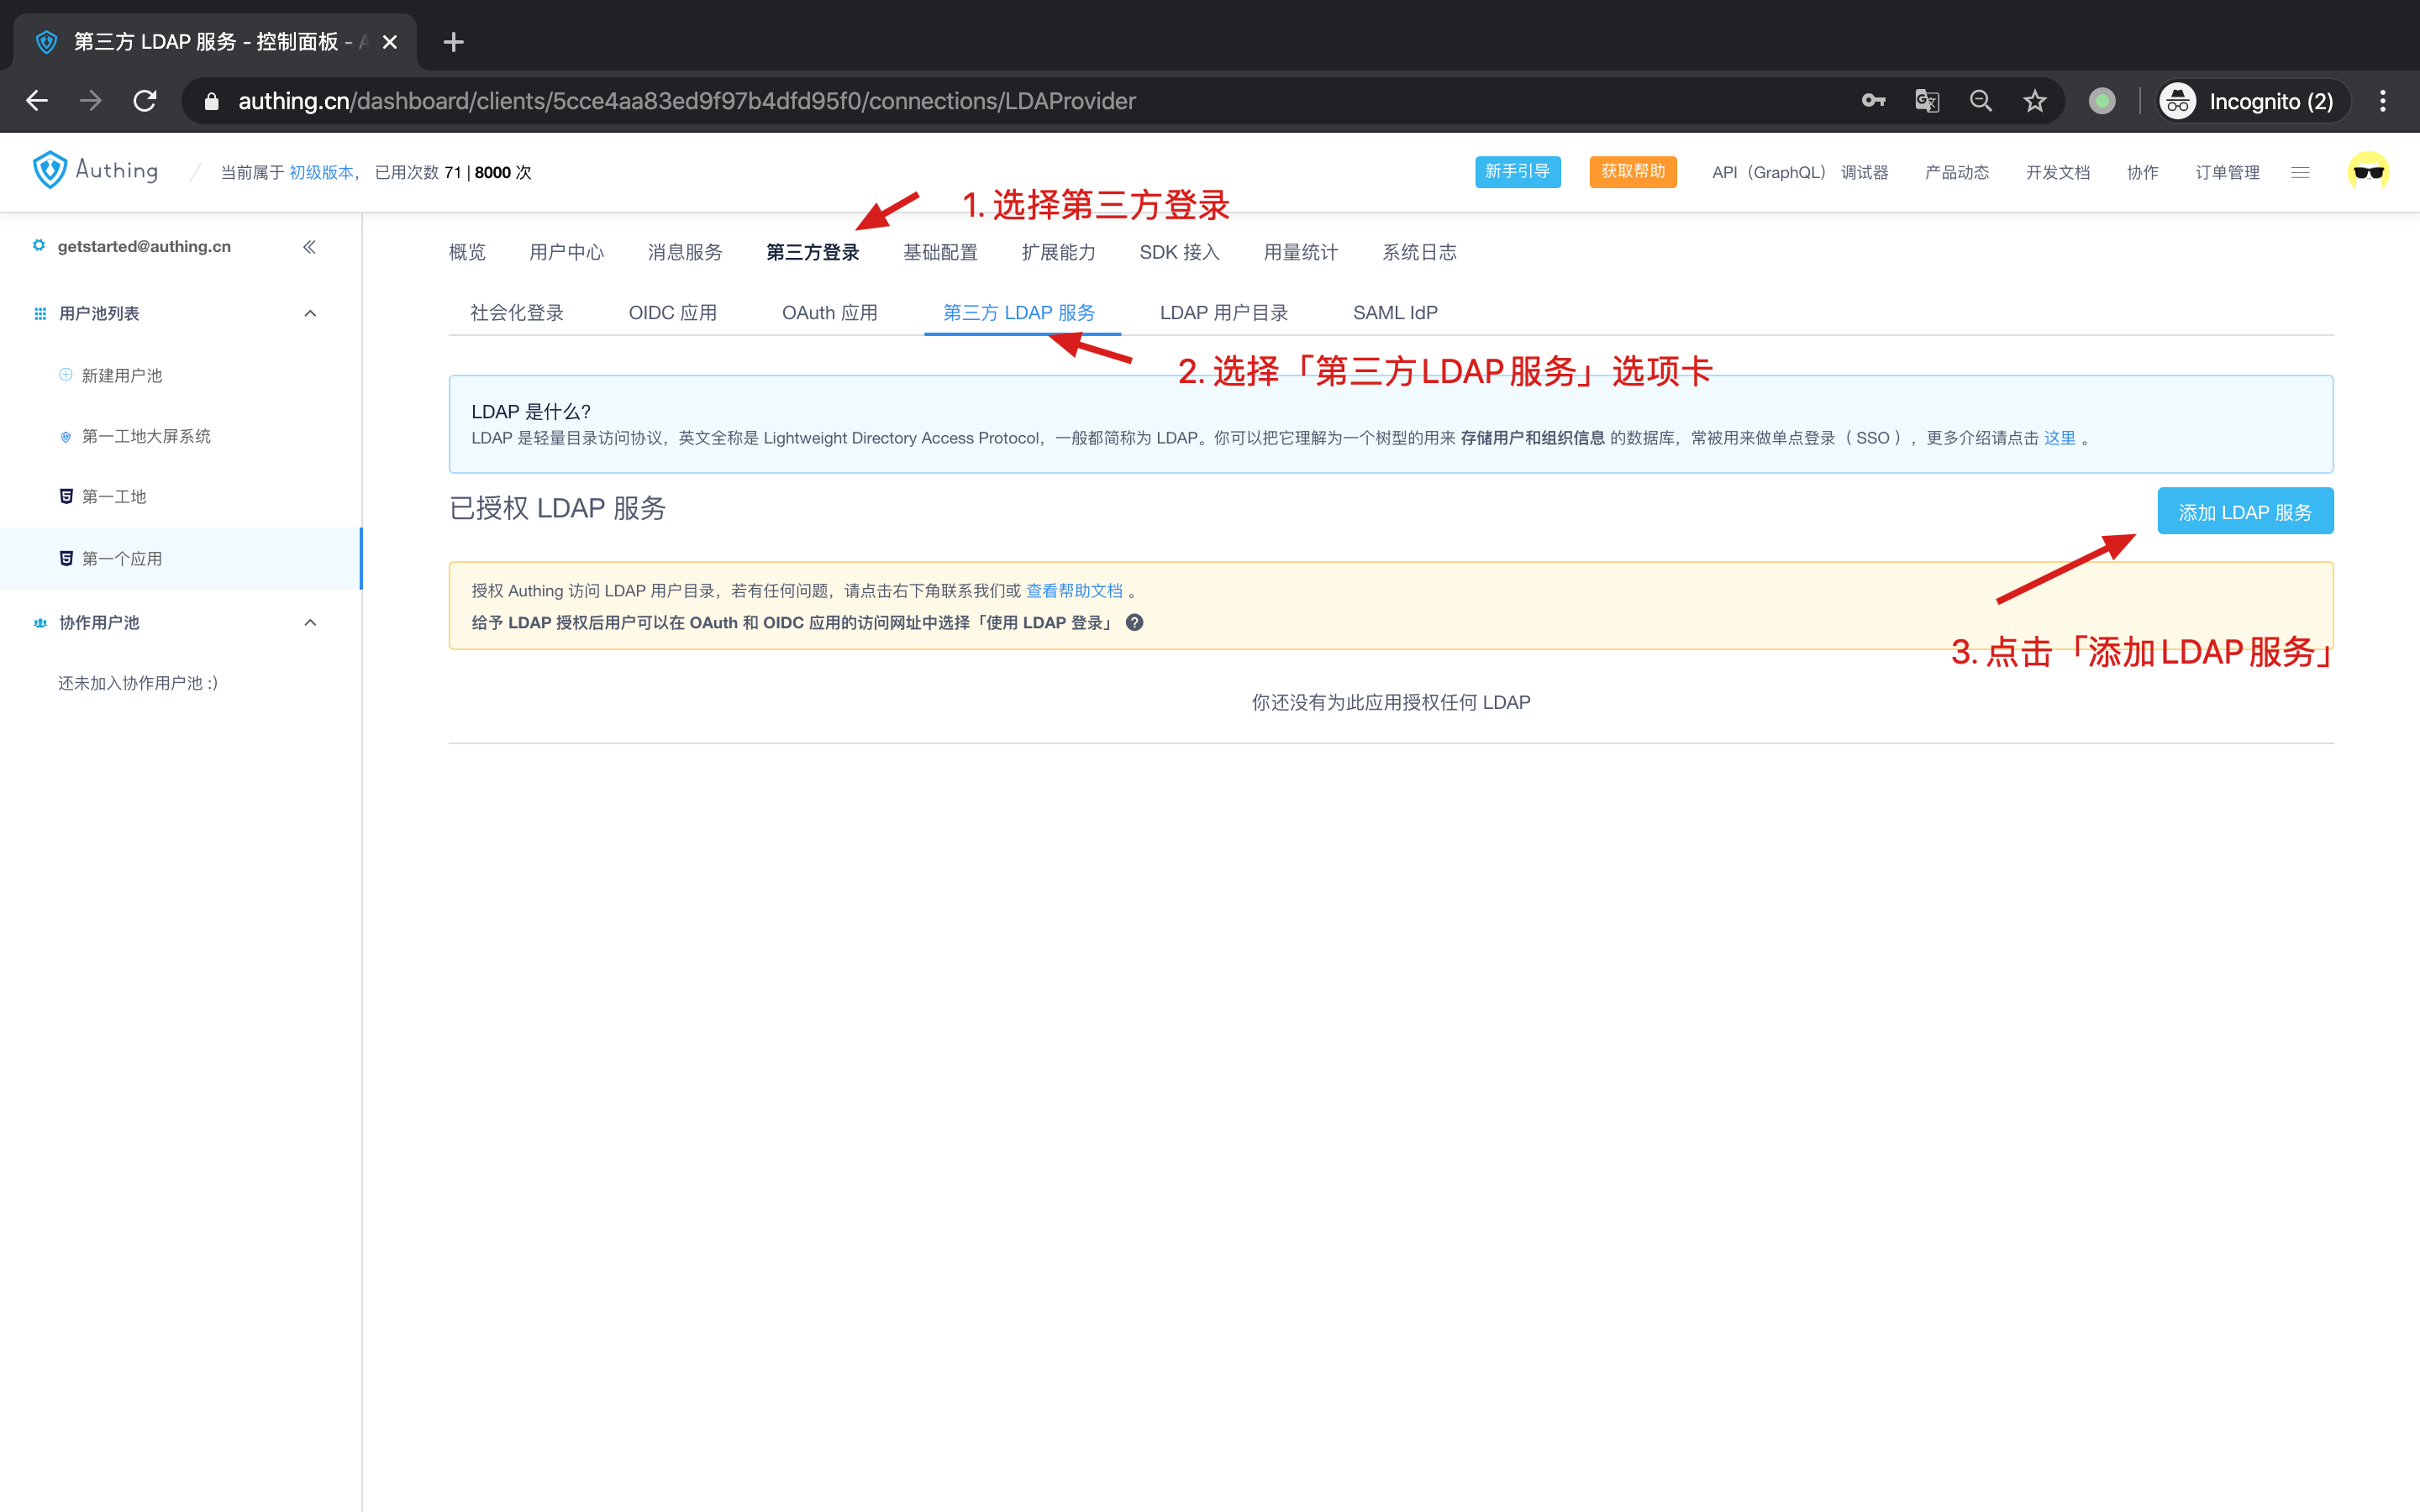 第三方 LDAP 服务 - 控制面板 -
authing.cn/dashboard/clients/5cce4aa83ed9f97b4dfd95f0/connections/LDAProvider
Incognito (2)
Authing / 当前属于 初级版本， 已用次数 71 | 8000 次
新手引导 获取帮助 API（GraphQL） 调试器 产品动态 开发文档 协作 订单管理
1. 选择第三方登录
getstarted@authing.cn
概览 用户中心 消息服务 第三方登录 基础配置 扩展能力 SDK 接入 用量统计 系统日志
用户池列表
社会化登录 OIDC 应用 OAuth 应用 第三方 LDAP 服务 LDAP 用户目录 SAML IdP
2. 选择「第三方LDAP服务」选项卡
新建用户池
第一工地大屏系统
第一工地
第一个应用
协作用户池
还未加入协作用户池 :)
LDAP 是什么?
LDAP 是轻量目录访问协议，英文全称是 Lightweight Directory Access Protocol，一般都简称为 LDAP。你可以把它理解为一个树型的用来 存储用户和组织信息 的数据库，常被用来做单点登录（ SSO ），更多介绍请点击 这里 。
已授权 LDAP 服务
添加 LDAP 服务
授权 Authing 访问 LDAP 用户目录，若有任何问题，请点击右下角联系我们或 查看帮助文档 。
给予 LDAP 授权后用户可以在 OAuth 和 OIDC 应用的访问网址中选择「使用 LDAP 登录」 ?
3. 点击「添加LDAP服务」
你还没有为此应用授权任何 LDAP